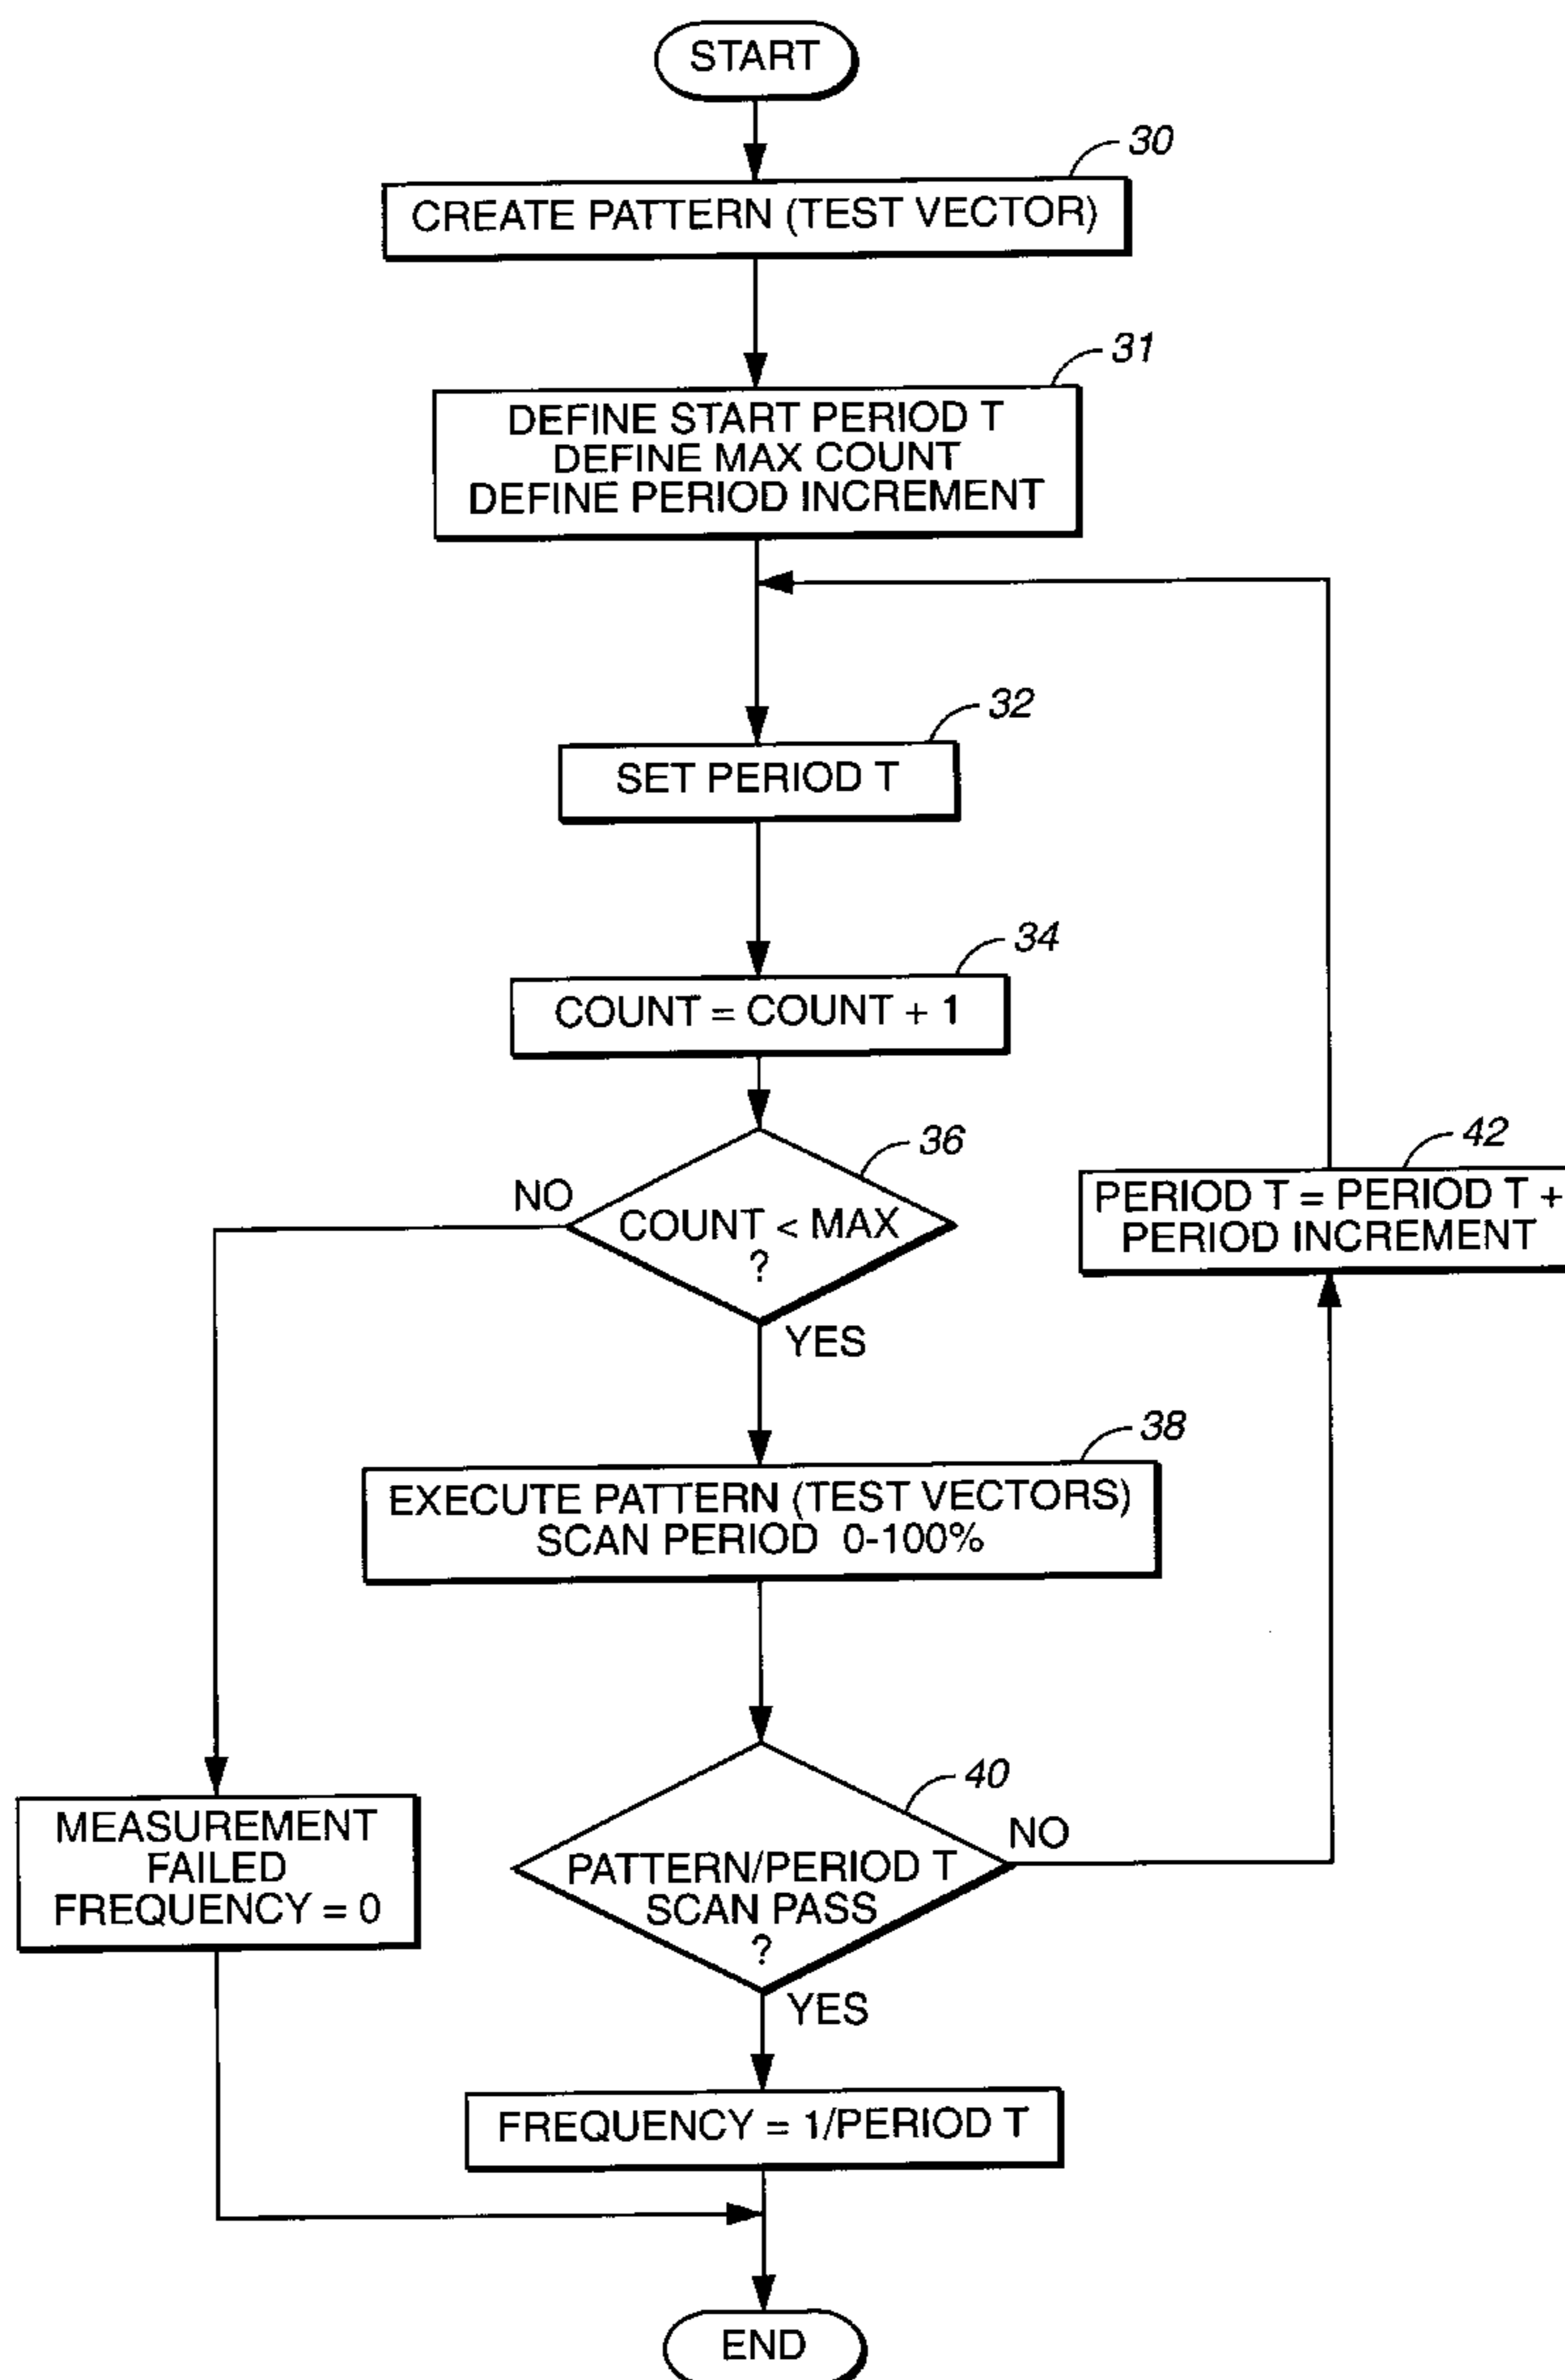 START
30
CREATE PATTERN (TEST VECTOR)
31
DEFINE START PERIOD T
DEFINE MAX COUNT
DEFINE PERIOD INCREMENT
32
SET PERIOD T
34
COUNT = COUNT + 1
36
NO
COUNT < MAX
?
YES
42
PERIOD T = PERIOD T +
PERIOD INCREMENT
38
EXECUTE PATTERN (TEST VECTORS)
SCAN PERIOD 0-100%
40
NO
PATTERN/PERIOD T
SCAN PASS
?
YES
MEASUREMENT
FAILED
FREQUENCY = 0
FREQUENCY = 1/PERIOD T
END